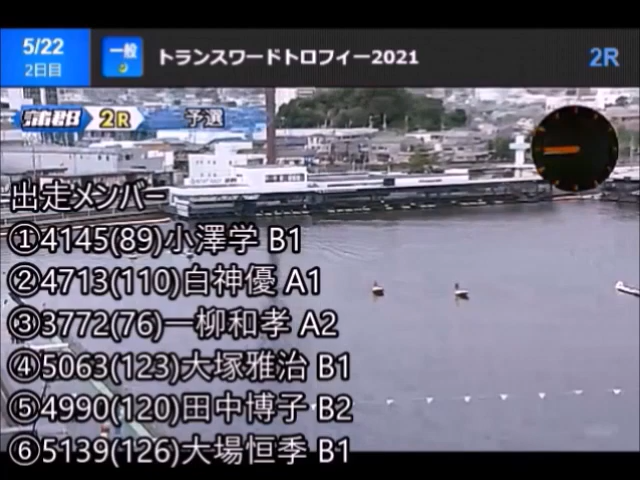 5/22
2日目
一般
トランスワードトロフィー2021
2R
蒲郡
2R
予選
出走メンバー
①4145(89)小澤学 B1
②4713(110)白神優 A1
③3772(76)一柳和孝 A2
④5063(123)大塚雅治 B1
⑤4990(120)田中博子 B2
⑥5139(126)大場恒季 B1